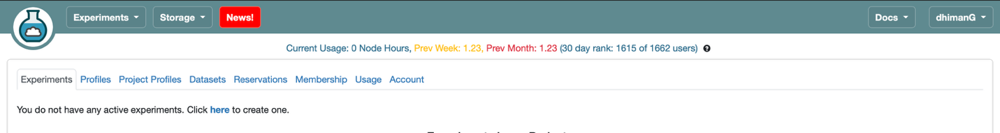 Experiments Storage News! Docs dhimanG
Current Usage: 0 Node Hours, Prev Week: 1.23, Prev Month: 1.23 (30 day rank: 1615 of 1662 users) ?
Experiments Profiles Project Profiles Datasets Reservations Membership Usage Account
You do not have any active experiments. Click here to create one.